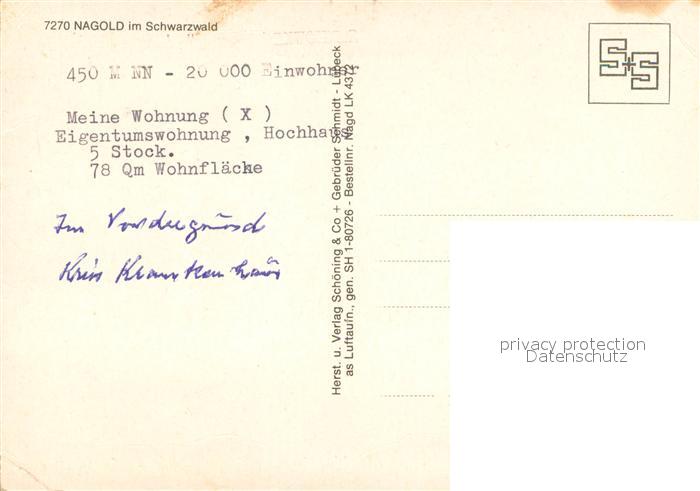 7270 NAGOLD im Schwarzwald
450 M NN - 20 000 Einwohner
Meine Wohnung ( X )
Eigentumswohnung , Hochhaus
5 Stock.
78 Qm Wohnfläche
Im Vordergrund
Kreis Krankenhaus
Herst. u. Verlag Schöning & Co + Gebrüder Schmidt - Lübeck
as Luftaufn., gen. SH 1-80726 - Bestellnr. Nagd LK 4372
S+S
privacy protection
Datenschutz